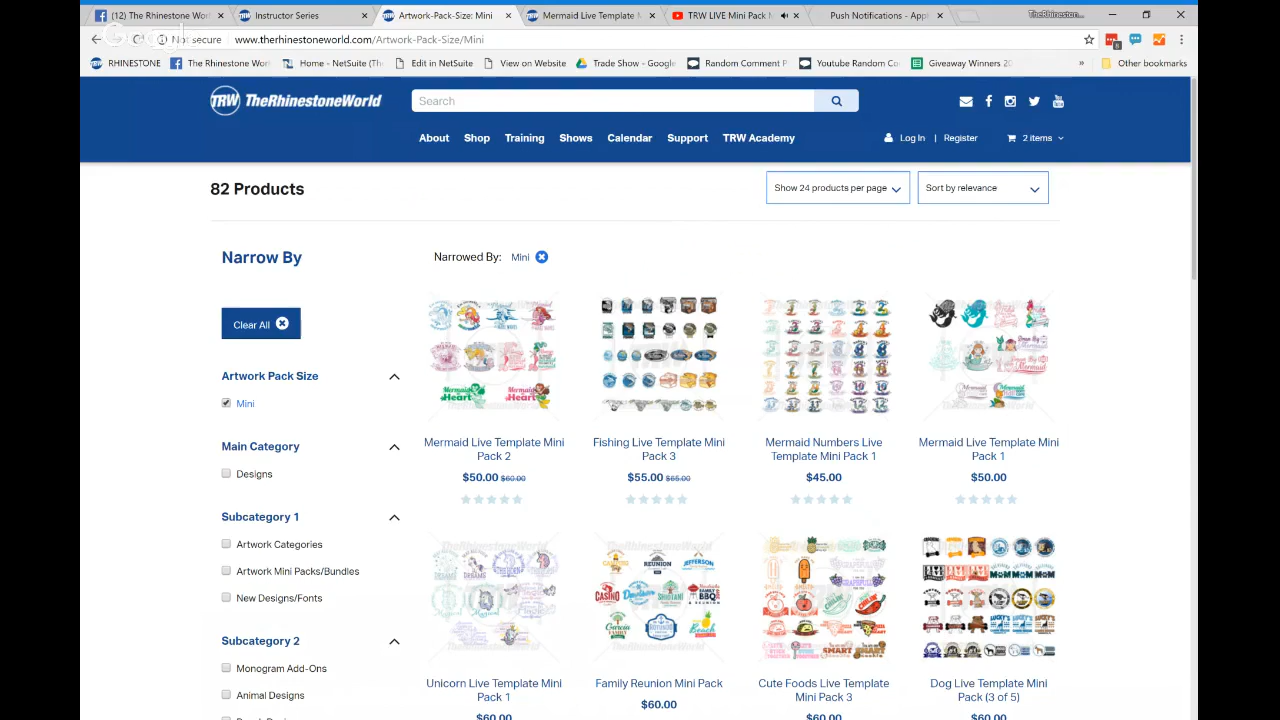 (12) The Rhinestone W
Instructor Series
Artwork-Pack-Size: Mini
Mermaid Live Template M
TRW LIVE Mini Pack
Push Notifications - App
TheRhineston...
Not secure
www.therhinestoneworld.com/Artwork-Pack-Size/Mini
RHINESTONE
The Rhinestone Wor
Home - NetSuite (The
Edit in NetSuite
View on Website
Trade Show - Google
Random Comment P
Youtube Random Co
Giveaway Winners 20
»
Other bookmarks
TRW TheRhinestoneWorld
Search
About
Shop
Training
Shows
Calendar
Support
TRW Academy
Log In | Register
2 items
82 Products
Show 24 products per page
Sort by relevance
Narrow By
Narrowed By: Mini
Clear All
Artwork Pack Size
Mini
Main Category
Designs
Subcategory 1
Artwork Categories
Artwork Mini Packs/Bundles
New Designs/Fonts
Subcategory 2
Monogram Add-Ons
Animal Designs
Mermaid Live Template Mini
Pack 2
$50.00 $60.00
Fishing Live Template Mini
Pack 3
$55.00 $65.00
Mermaid Numbers Live
Template Mini Pack 1
$45.00
Mermaid Live Template Mini
Pack 1
$50.00
Unicorn Live Template Mini
Pack 1
$60.00
Family Reunion Mini Pack
$60.00
Cute Foods Live Template
Mini Pack 3
$60.00
Dog Live Template Mini
Pack (3 of 5)
$60.00